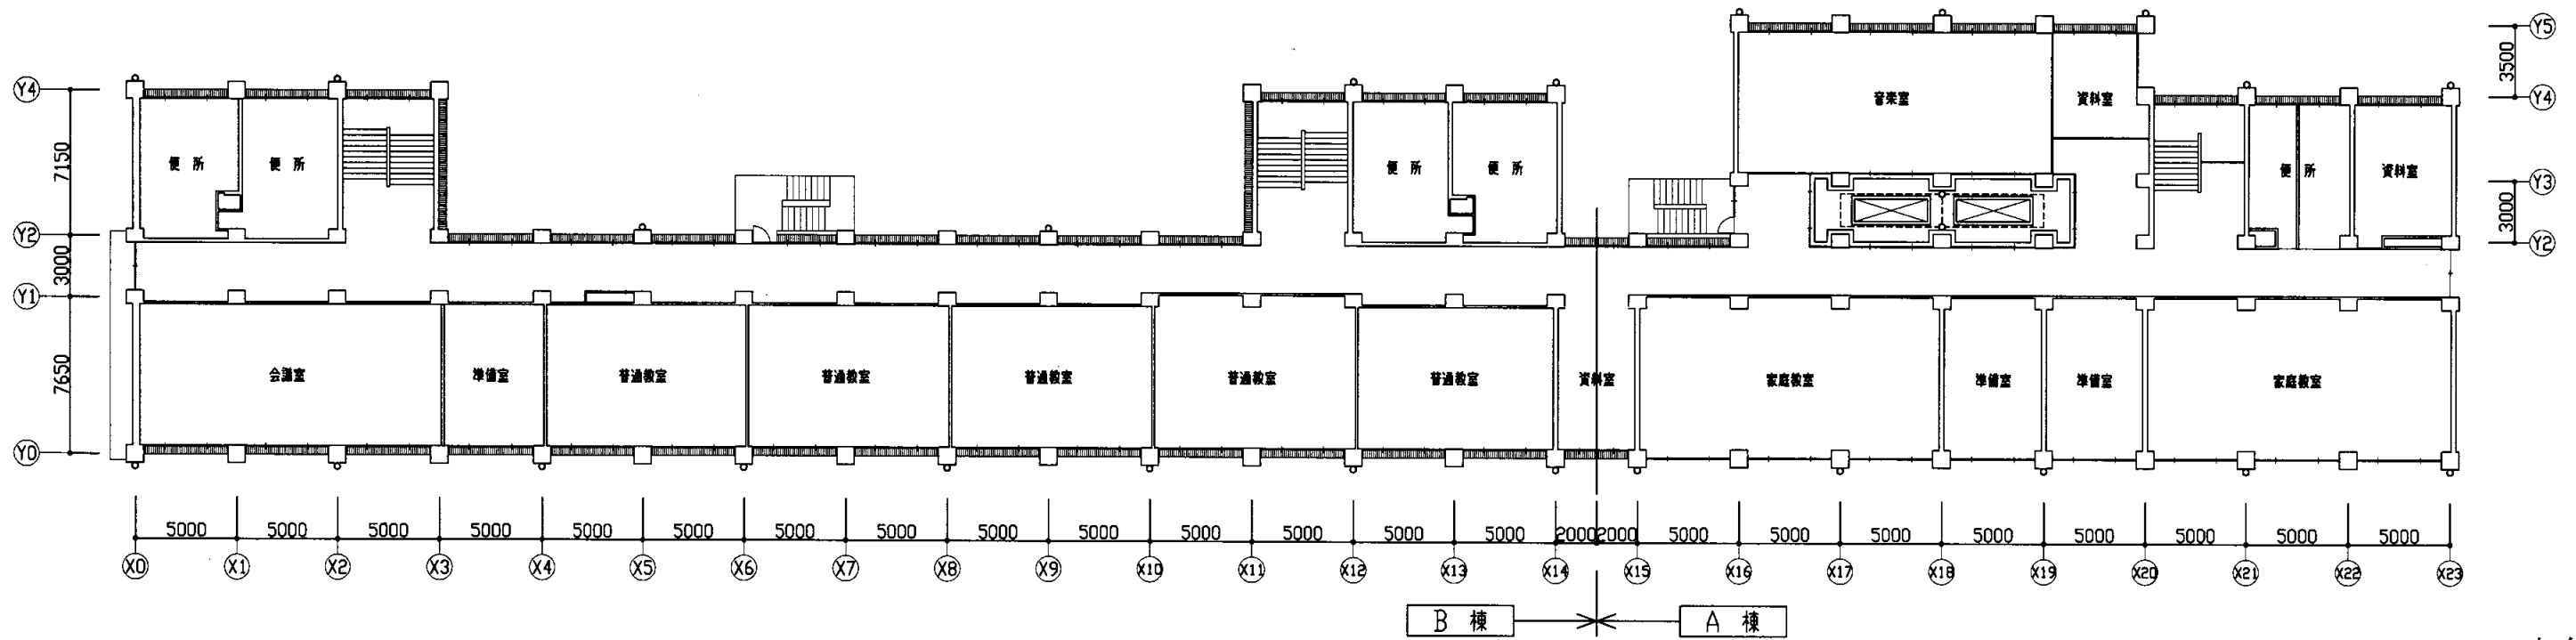 Y5
3500
Y4
Y4
音楽室
資料室
7150
便 所
便 所
便 所
便 所
便 所
資料室
Y3
3000
Y2
Y2
3000
Y1
7650
会議室
準備室
普通教室
普通教室
普通教室
普通教室
普通教室
資料室
家庭教室
準備室
準備室
家庭教室
Y0
5000 5000 5000 5000 5000 5000 5000 5000 5000 5000 5000 5000 5000 5000 2000 2000 5000 5000 5000 5000 5000 5000 5000 5000
X0 X1 X2 X3 X4 X5 X6 X7 X8 X9 X10 X11 X12 X13 X14 X15 X16 X17 X18 X19 X20 X21 X22 X23
B 棟
A 棟